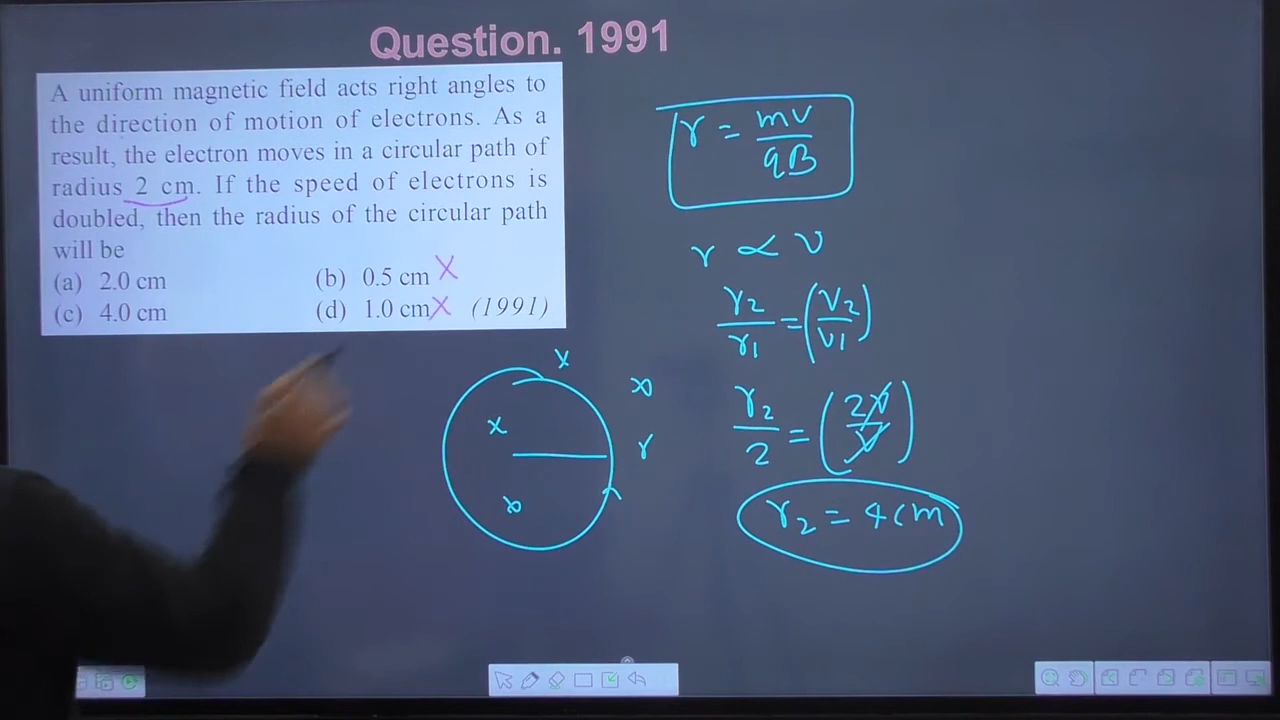 Question. 1991
A uniform magnetic field acts right angles to
the direction of motion of electrons. As a
result, the electron moves in a circular path of
radius 2 cm. If the speed of electrons is
doubled, then the radius of the circular path
will be
(a) 2.0 cm (b) 0.5 cm X
(c) 4.0 cm (d) 1.0 cm X (1991)
r = mv/qB
r ∝ v
r2/r1 = (v2/v1)
r2/2 = (2v/v)
r2 = 4cm
x
x